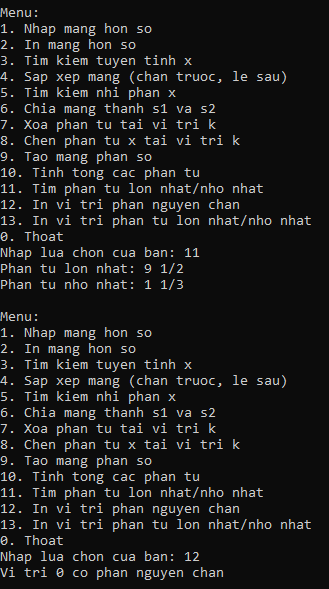 Menu:
1. Nhap mang hon so
2. In mang hon so
3. Tim kiem tuyen tinh x
4. Sap xep mang (chan truoc, le sau)
5. Tim kiem nhi phan x
6. Chia mang thanh s1 va s2
7. Xoa phan tu tai vi tri k
8. Chen phan tu x tai vi tri k
9. Tao mang phan so
10. Tinh tong cac phan tu
11. Tim phan tu lon nhat/nho nhat
12. In vi tri phan nguyen chan
13. In vi tri phan tu lon nhat/nho nhat
0. Thoat
Nhap lua chon cua ban: 11
Phan tu lon nhat: 9 1/2
Phan tu nho nhat: 1 1/3

Menu:
1. Nhap mang hon so
2. In mang hon so
3. Tim kiem tuyen tinh x
4. Sap xep mang (chan truoc, le sau)
5. Tim kiem nhi phan x
6. Chia mang thanh s1 va s2
7. Xoa phan tu tai vi tri k
8. Chen phan tu x tai vi tri k
9. Tao mang phan so
10. Tinh tong cac phan tu
11. Tim phan tu lon nhat/nho nhat
12. In vi tri phan nguyen chan
13. In vi tri phan tu lon nhat/nho nhat
0. Thoat
Nhap lua chon cua ban: 12
Vi tri 0 co phan nguyen chan